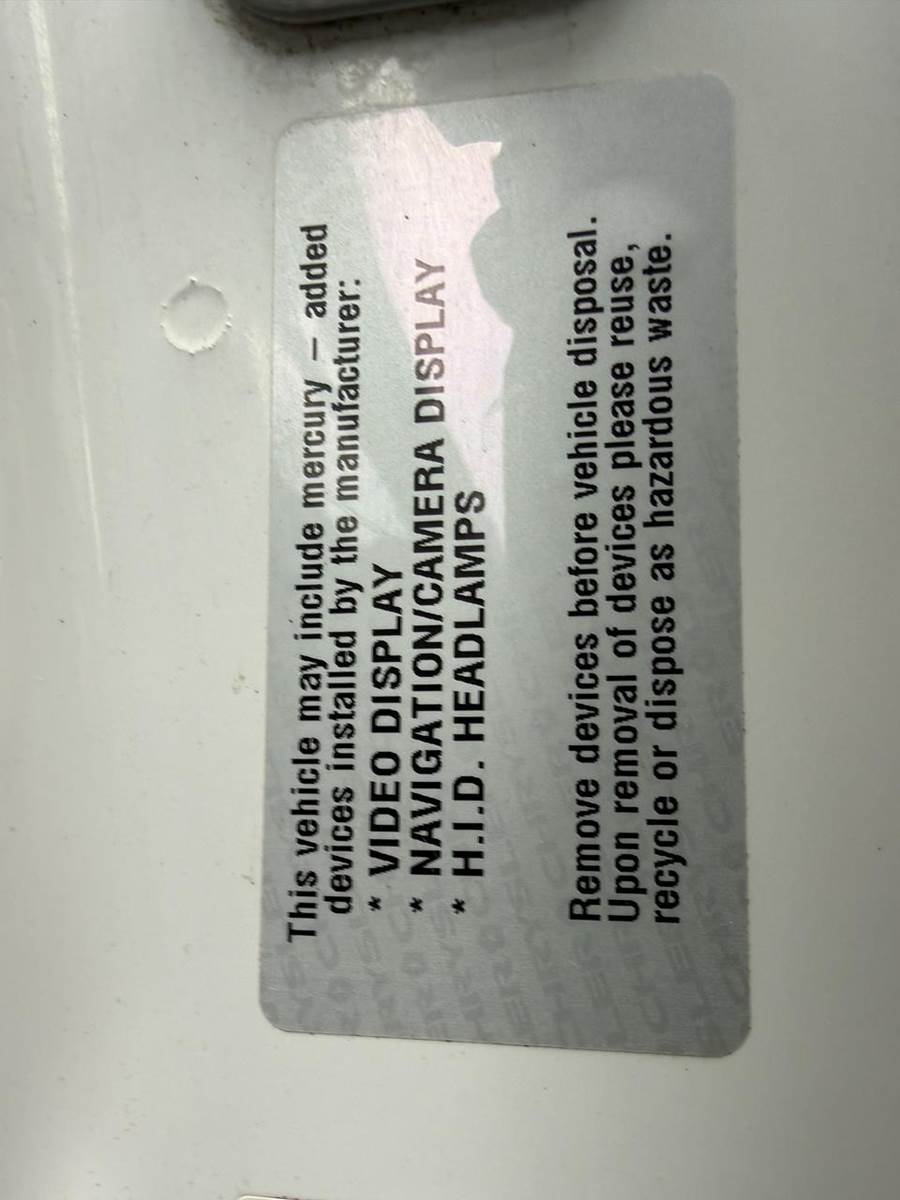 This vehicle may include mercury – added
devices installed by the manufacturer:
* VIDEO DISPLAY
* NAVIGATION/CAMERA DISPLAY
* H.I.D. HEADLAMPS
Remove devices before vehicle disposal.
Upon removal of devices please reuse,
recycle or dispose as hazardous waste.